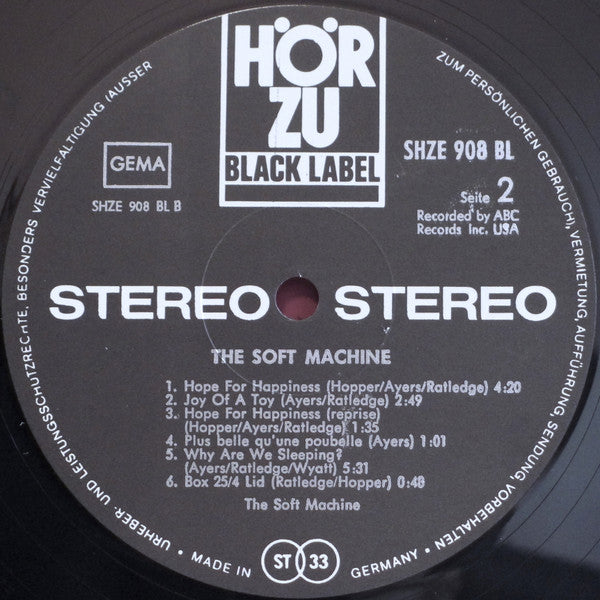 HÖR
ZU
BLACK LABEL
GEMA
SHZE 908 BL B
SHZE 908 BL
Seite 2
Recorded by ABC
Records Inc. USA
STEREO STEREO
THE SOFT MACHINE
1. Hope For Happiness (Hopper/Ayers/Ratledge) 4:20
2. Joy Of A Toy (Ayers/Ratledge) 2:49
3. Hope For Happiness (reprise)
(Hopper/Ayers/Ratledge) 1:35
4. Plus belle qu'une poubelle (Ayers) 1:01
5. Why Are We Sleeping?
(Ayers/Ratledge/Wyatt) 5:31
6. Box 25/4 Lid (Ratledge/Hopper) 0:48
The Soft Machine
URHEBER- UND LEISTUNGSSCHUTZRECHTE, BESONDERS VERVIELFÄLTIGUNG (AUSSER
ZUM PERSÖNLICHEN GEBRAUCH), VERMIETUNG, AUFFÜHRUNG, SENDUNG, VORBEHALTEN
• MADE IN ST 33 GERMANY •